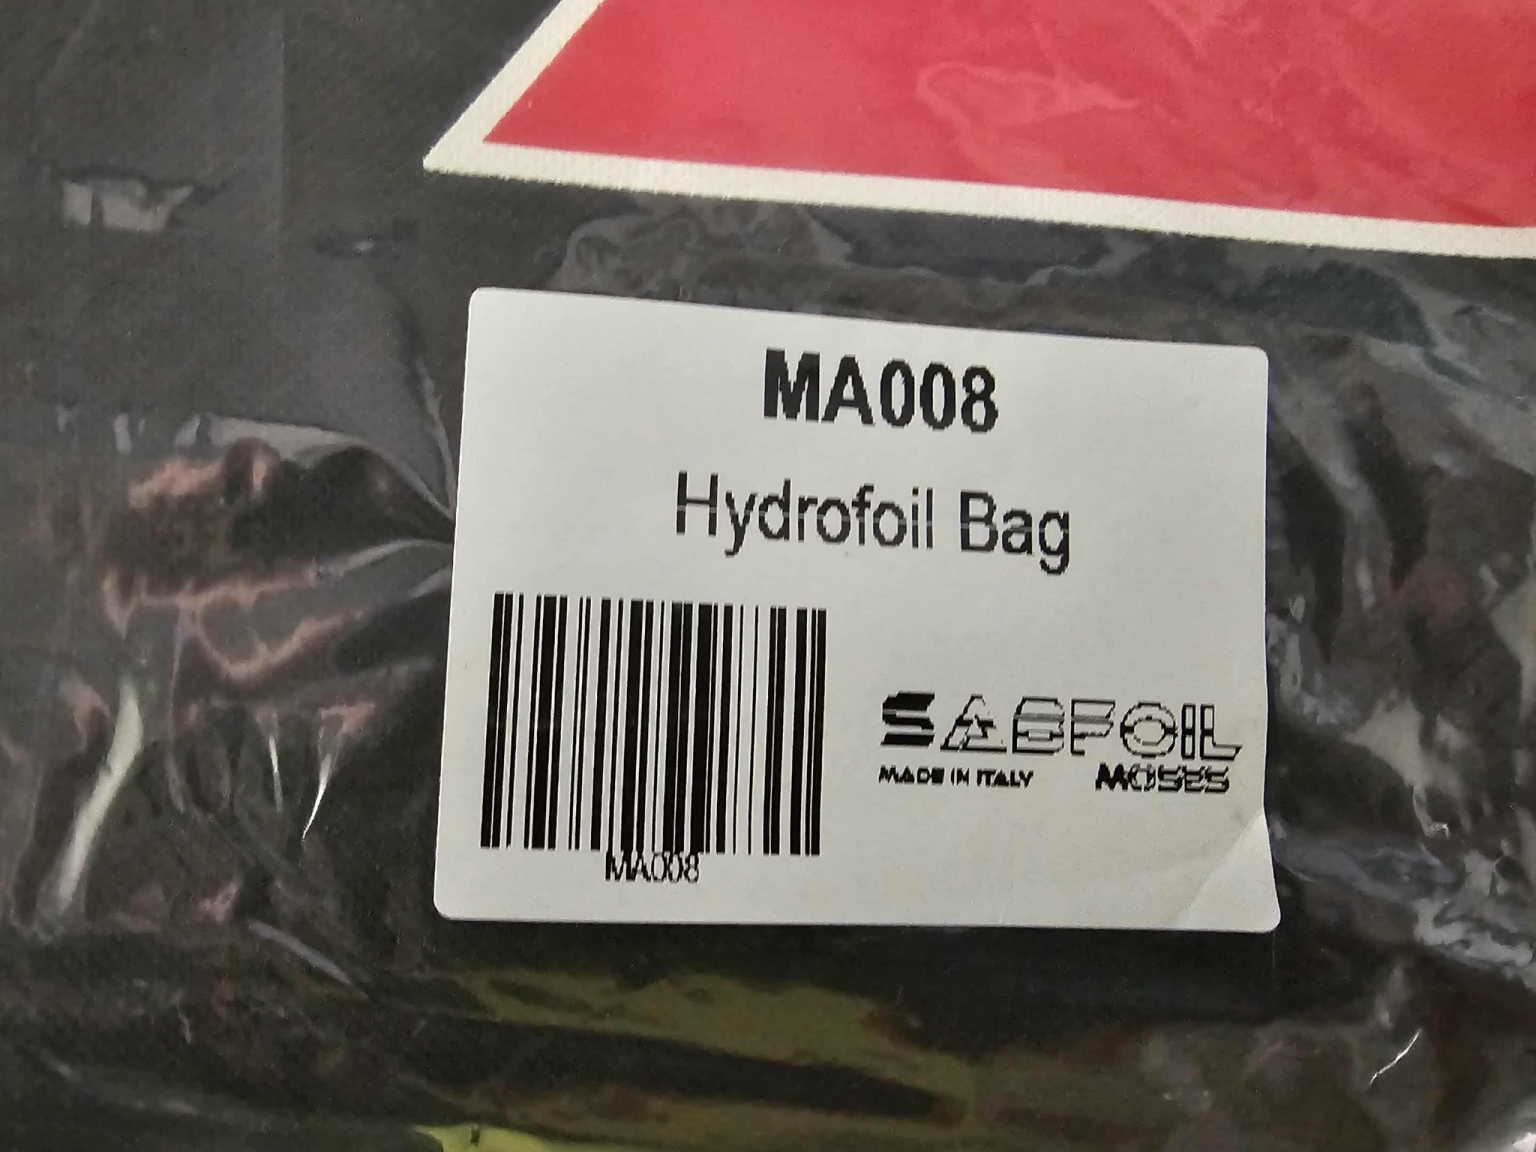 MA008
Hydrofoil Bag
SABFOIL
MADE IN ITALY MOSES
MA008